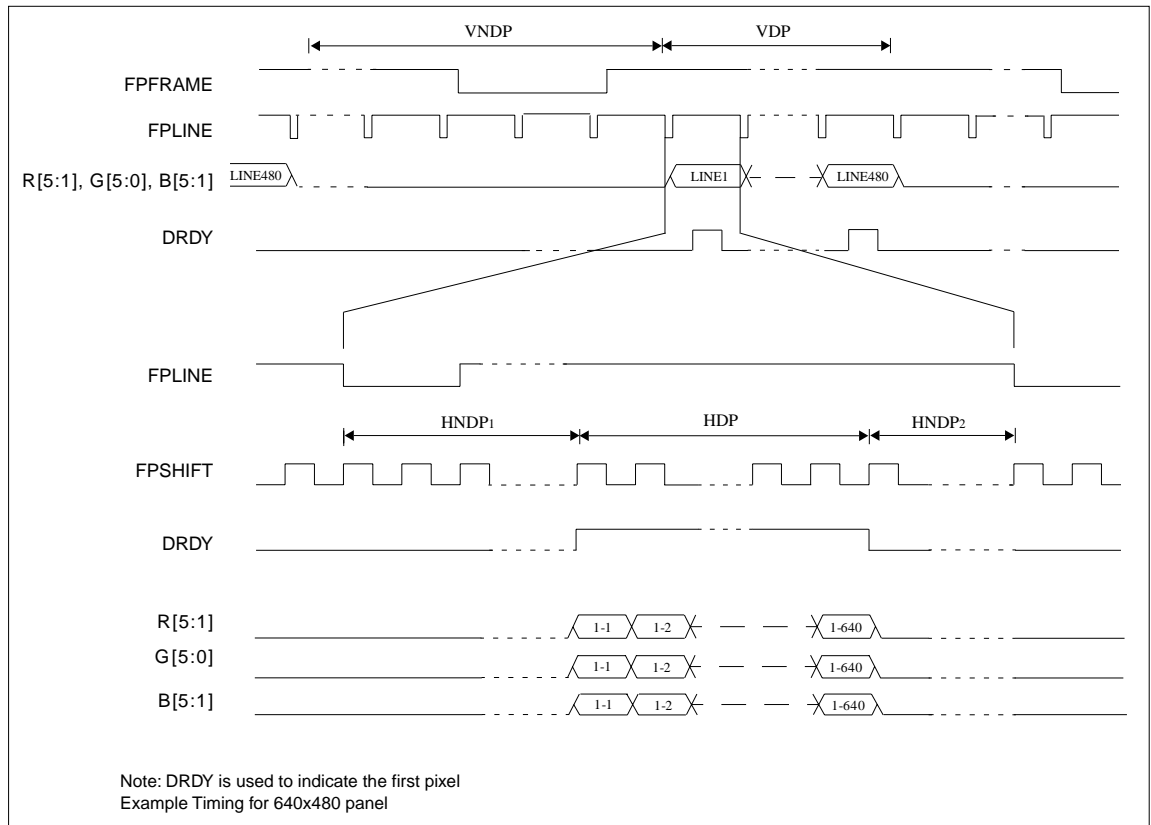 VNDP VDP
FPFRAME
FPLINE
R[5:1], G[5:0], B[5:1] LINE480 LINE1 LINE480
DRDY
FPLINE
HNDP1 HDP HNDP2
FPSHIFT
DRDY
R[5:1] 1-1 1-2 1-640
G[5:0] 1-1 1-2 1-640
B[5:1] 1-1 1-2 1-640
Note: DRDY is used to indicate the first pixel
Example Timing for 640x480 panel